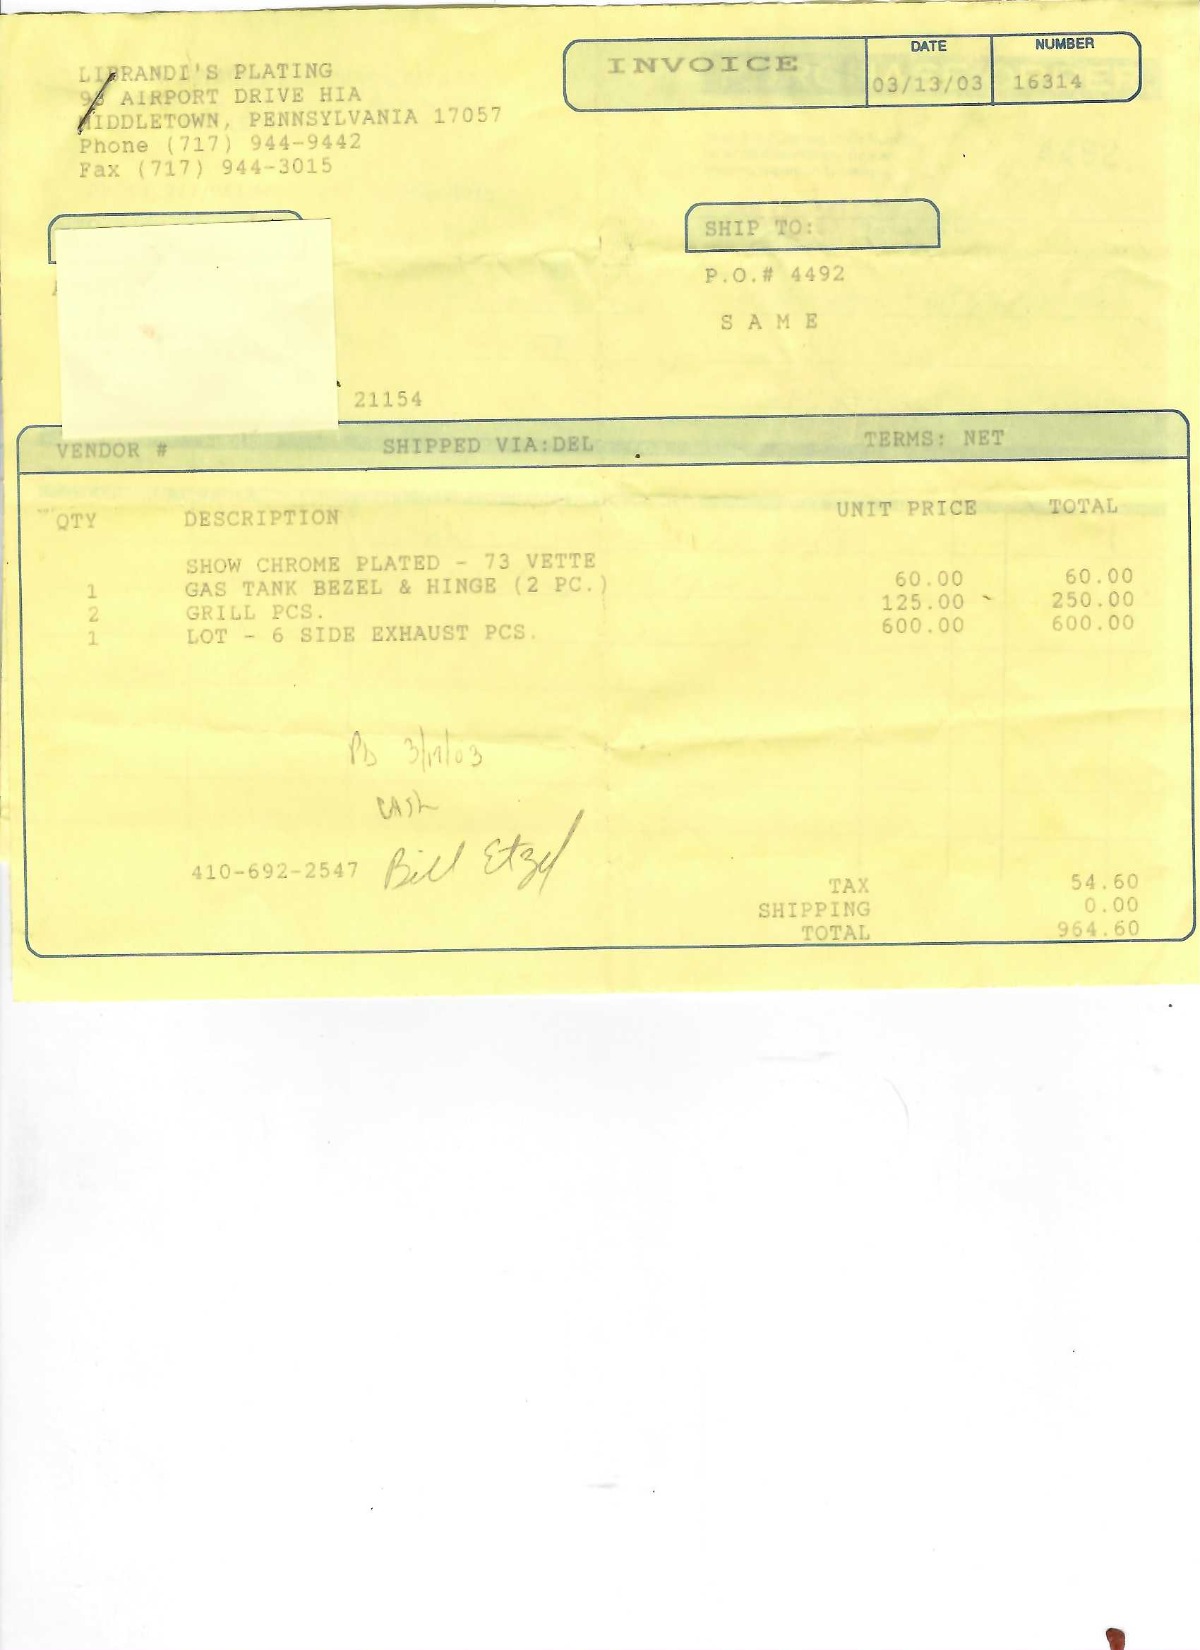 LIBRANDI'S PLATING
93 AIRPORT DRIVE HIA
MIDDLETOWN, PENNSYLVANIA 17057
Phone (717) 944-9442
Fax (717) 944-3015
INVOICE
DATE
03/13/03
NUMBER
16314
SHIP TO:
P.O.# 4492
S A M E
21154
VENDOR # SHIPPED VIA:DEL TERMS: NET
QTY DESCRIPTION UNIT PRICE TOTAL
SHOW CHROME PLATED - 73 VETTE
1 GAS TANK BEZEL & HINGE (2 PC.) 60.00 60.00
2 GRILL PCS. 125.00 250.00
1 LOT - 6 SIDE EXHAUST PCS. 600.00 600.00
Pd
CASH
410-692-2547 Bill Etzel
TAX 54.60
SHIPPING 0.00
TOTAL 964.60